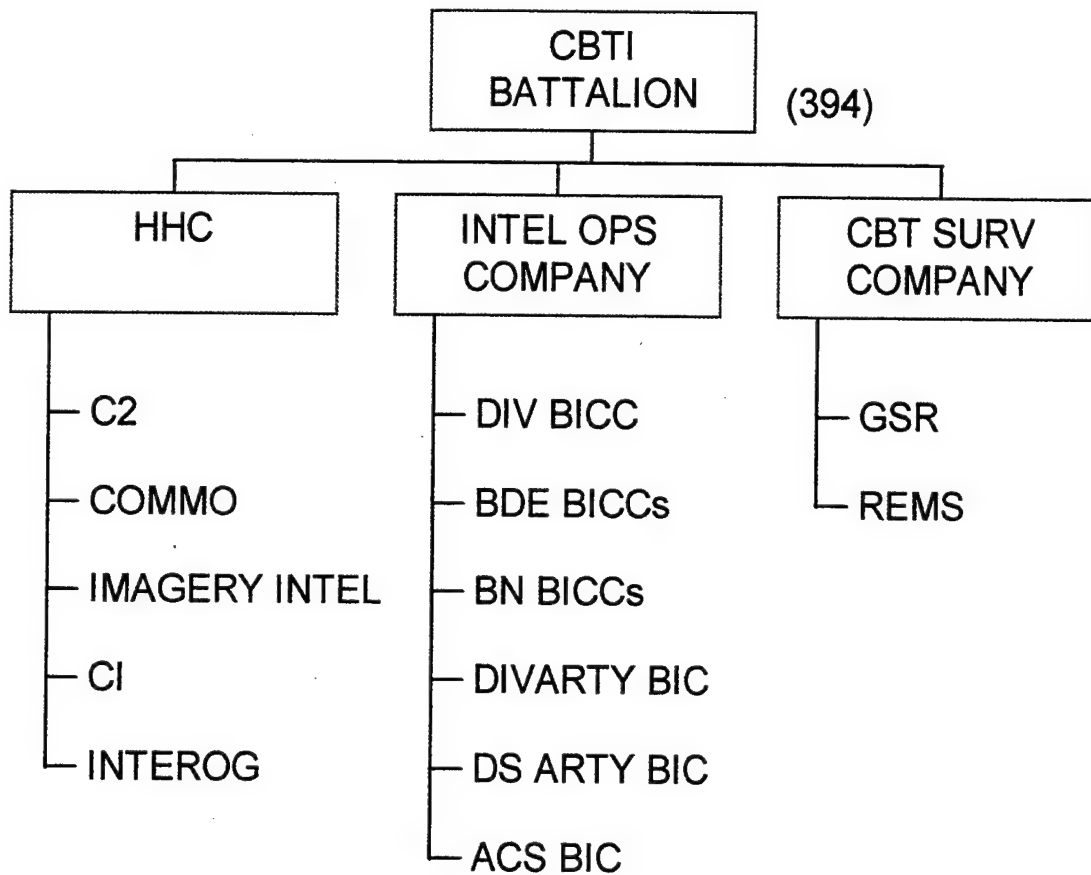 CBTI
BATTALION
(394)
HHC
INTEL OPS
COMPANY
CBT SURV
COMPANY
C2
COMMO
IMAGERY INTEL
CI
INTEROG
DIV BICC
BDE BICCs
BN BICCs
DIVARTY BIC
DS ARTY BIC
ACS BIC
GSR
REMS